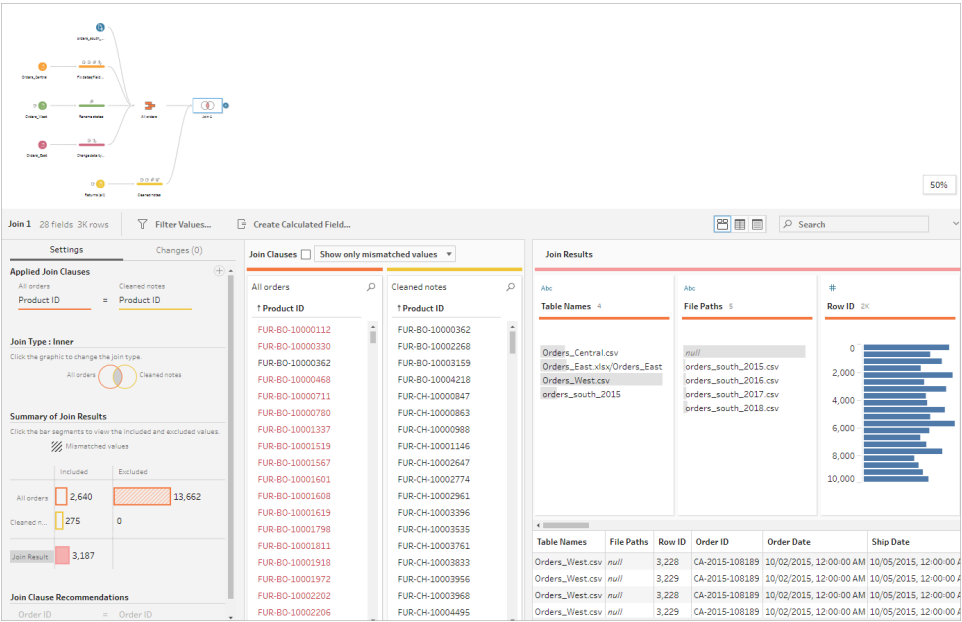 orders_south_...
Orders_Central
Fix dates/field...
Orders_West
Rename states
All orders
Join 1
Orders_East
Change data ty...
Returns (all)
Cleaned notes
50%
Join 1 28 fields 3K rows
Filter Values...
Create Calculated Field...
Search
Settings
Changes (0)
Applied Join Clauses
All orders
Cleaned notes
Product ID = Product ID
Join Type : Inner
Click the graphic to change the join type.
All orders
Cleaned notes
Summary of Join Results
Click the bar segments to view the included and excluded values.
Mismatched values
Included
Excluded
All orders 2,640 13,662
Cleaned n... 275 0
Join Result 3,187
Join Clause Recommendations
Order ID = Order ID
Join Clauses
Show only mismatched values
All orders
Product ID
FUR-BO-10000112
FUR-BO-10000330
FUR-BO-10000362
FUR-BO-10000468
FUR-BO-10000711
FUR-BO-10000780
FUR-BO-10001337
FUR-BO-10001519
FUR-BO-10001567
FUR-BO-10001601
FUR-BO-10001608
FUR-BO-10001619
FUR-BO-10001798
FUR-BO-10001811
FUR-BO-10001918
FUR-BO-10001972
FUR-BO-10002202
FUR-BO-10002206
Cleaned notes
Product ID
FUR-BO-10000362
FUR-BO-10002268
FUR-BO-10003159
FUR-BO-10004218
FUR-CH-10000847
FUR-CH-10000863
FUR-CH-10000988
FUR-CH-10001146
FUR-CH-10002647
FUR-CH-10002774
FUR-CH-10002961
FUR-CH-10003396
FUR-CH-10003535
FUR-CH-10003761
FUR-CH-10003833
FUR-CH-10003956
FUR-CH-10003968
FUR-CH-10004495
Join Results
Abc
Table Names 4
Orders_Central.csv
Orders_East.xlsx/Orders_East
Orders_West.csv
orders_south_2015
Abc
File Paths 5
null
orders_south_2015.csv
orders_south_2016.csv
orders_south_2017.csv
orders_south_2018.csv
#
Row ID 2K
0
2,000
4,000
6,000
8,000
10,000
Table Names File Paths Row ID Order ID Order Date Ship Date
Orders_West.csv null 3,228 CA-2015-108189 10/02/2015, 12:00:00 AM 10/05/2015, 12:00:00
Orders_West.csv null 3,229 CA-2015-108189 10/02/2015, 12:00:00 AM 10/05/2015, 12:00:00
Orders_West.csv null 3,228 CA-2015-108189 10/02/2015, 12:00:00 AM 10/05/2015, 12:00:00
Orders_West.csv null 3,229 CA-2015-108189 10/02/2015, 12:00:00 AM 10/05/2015, 12:00:00